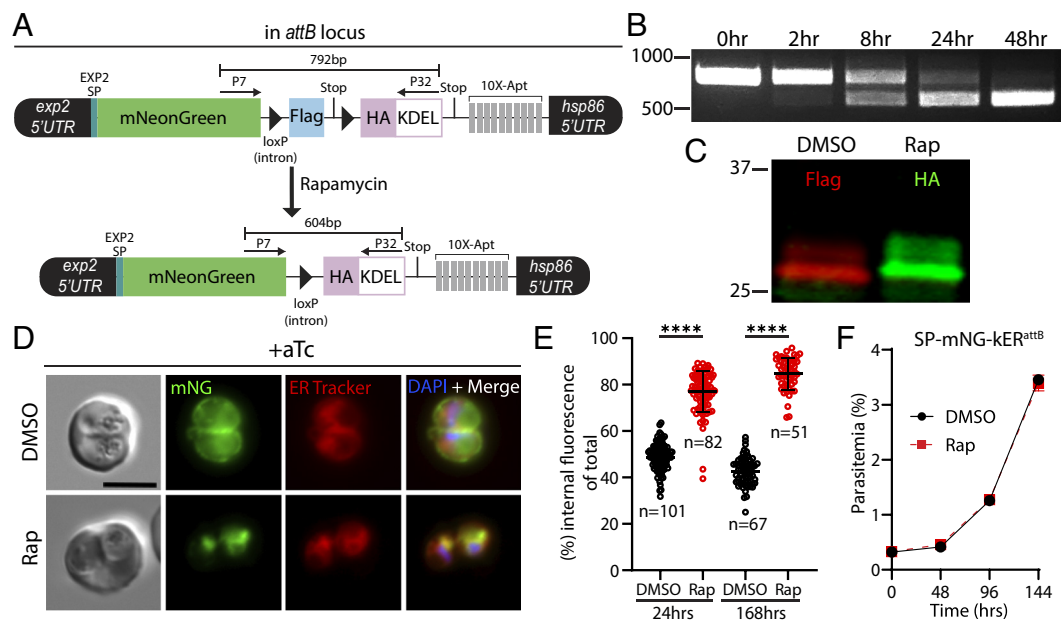 A
in attB locus
792bp
EXP2
SP
P7
Stop
P32
Stop
10X-Apt
exp2
5'UTR
mNeonGreen
Flag
HA
KDEL
hsp86
5'UTR
loxP
(intron)
Rapamycin
604bp
EXP2
SP
P7
P32
Stop
10X-Apt
exp2
5'UTR
mNeonGreen
HA
KDEL
hsp86
5'UTR
loxP
(intron)
B
0hr 2hr 8hr 24hr 48hr
1000
500
C
DMSO Rap
37
Flag HA
25
D
+aTc
mNG ER Tracker DAPI + Merge
DMSO
Rap
E
**** ****
(%) internal fluorescence
of total
100
80
60
40
20
0
n=101
n=82
n=67
n=51
DMSO Rap DMSO Rap
24hrs 168hrs
F
SP-mNG-kERattB
Parasitemia (%)
4
3
2
1
0
DMSO
Rap
0 48 96 144
Time (hrs)